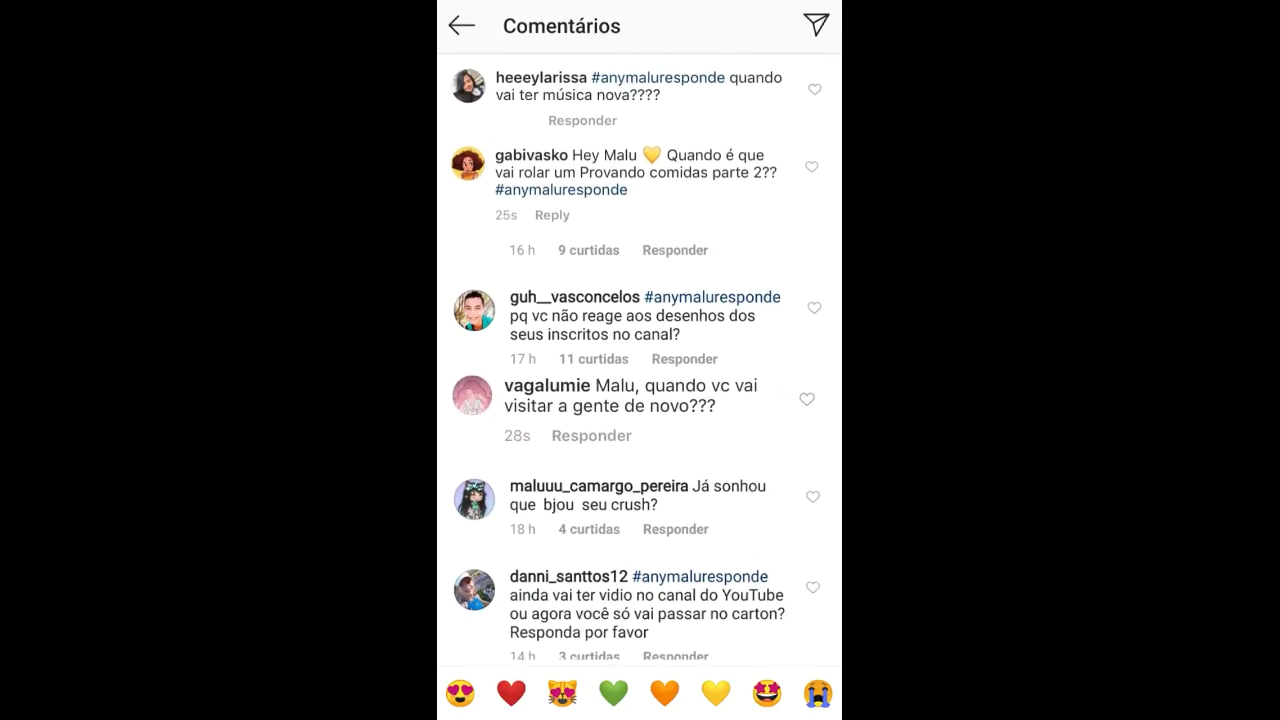 Comentários
heeeylarissa #anymaluresponde quando
vai ter música nova????
Responder
gabivasko Hey Malu 💛 Quando é que
vai rolar um Provando comidas parte 2??
#anymaluresponde
25s Reply
16 h 9 curtidas Responder
guh__vasconcelos #anymaluresponde
pq vc não reage aos desenhos dos
seus inscritos no canal?
17 h 11 curtidas Responder
vagalumie Malu, quando vc vai
visitar a gente de novo???
28s Responder
maluuu_camargo_pereira Já sonhou
que bjou seu crush?
18 h 4 curtidas Responder
danni_santtos12 #anymaluresponde
ainda vai ter vidio no canal do YouTube
ou agora você só vai passar no carton?
Responda por favor
14 h 3 curtidas Responder